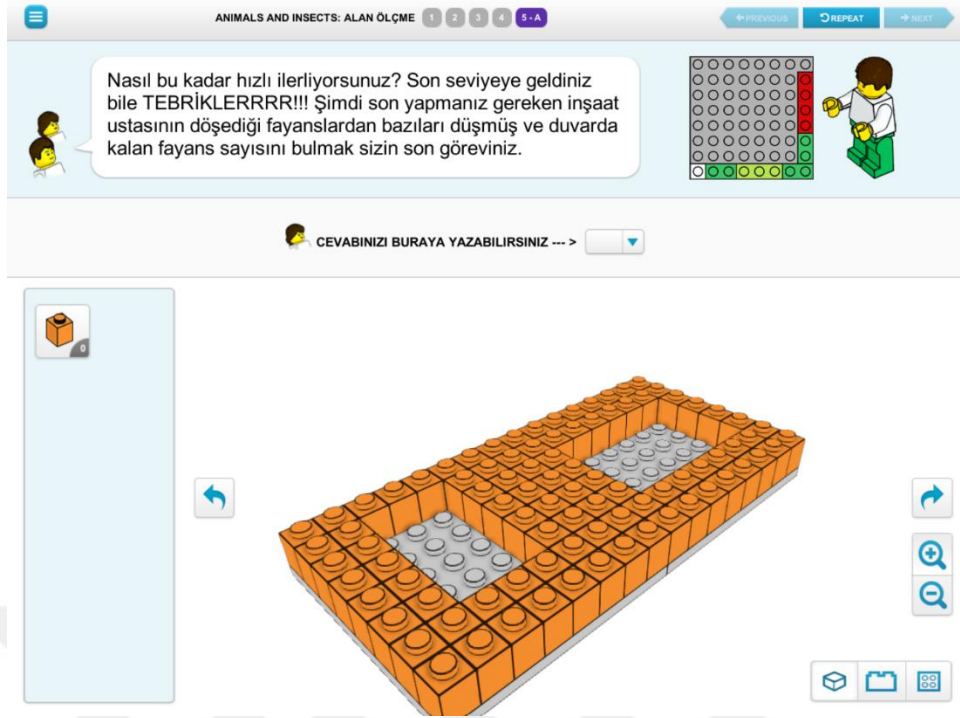 ANIMALS AND INSECTS: ALAN ÖLÇME 1 2 3 4 5 - A
PREVIOUS REPEAT NEXT
Nasıl bu kadar hızlı ilerliyorsunuz? Son seviyeye geldiniz
bile TEBRİKLERRRR!!! Şimdi son yapmanız gereken inşaat
ustasının döşediği fayanslardan bazıları düşmüş ve duvarda
kalan fayans sayısını bulmak sizin son göreviniz.
CEVABINIZI BURAYA YAZABILIRSINIZ --- >
0